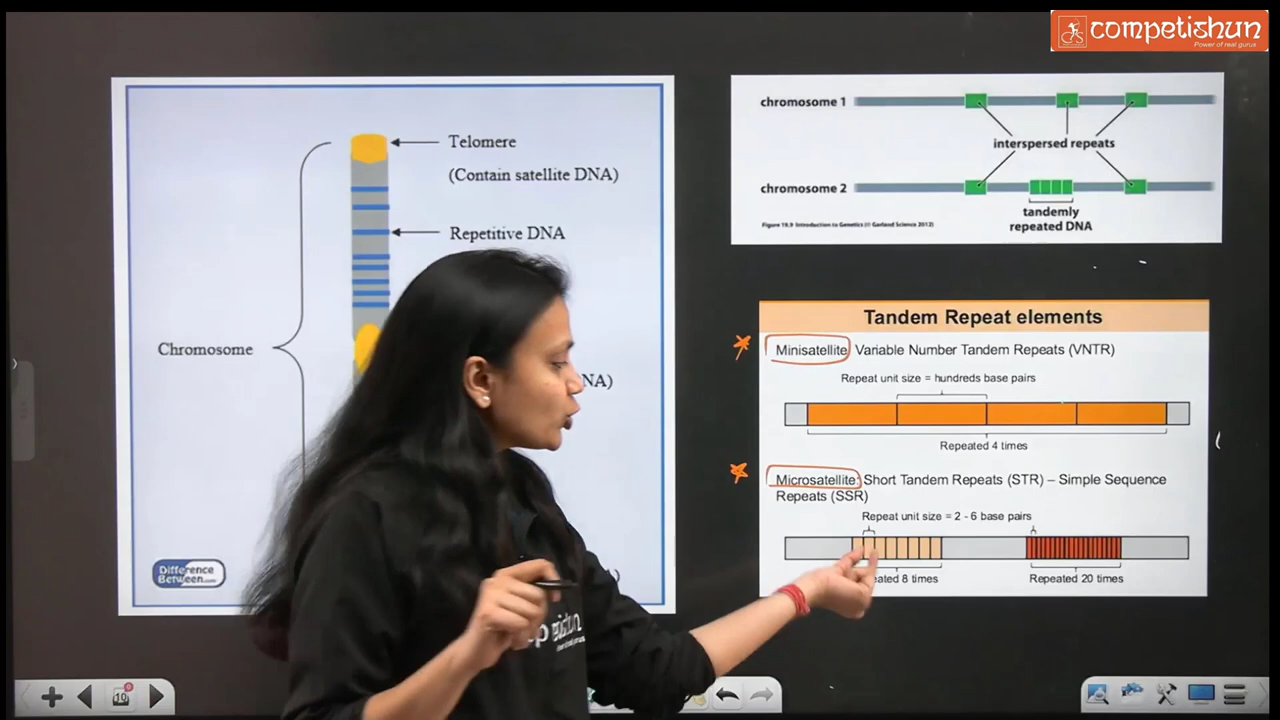 competishun
Power of real gurus
Telomere
(Contain satellite DNA)
Repetitive DNA
Chromosome
NA)
Difference
Between.com
chromosome 1
interspersed repeats
chromosome 2
tandemly
repeated DNA
Figure 19.9 Introduction to Genetics (© Garland Science 2012)
Tandem Repeat elements
Minisatellite: Variable Number Tandem Repeats (VNTR)
Repeat unit size = hundreds base pairs
Repeated 4 times
Microsatellite: Short Tandem Repeats (STR) – Simple Sequence
Repeats (SSR)
Repeat unit size = 2 - 6 base pairs
eated 8 times
Repeated 20 times
10